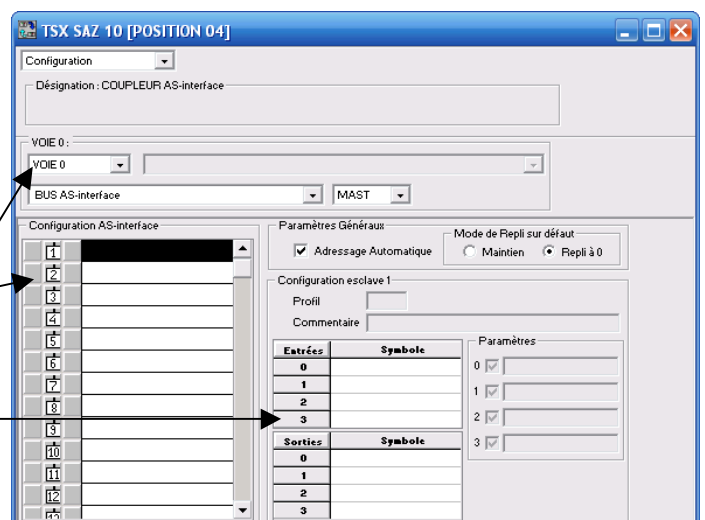 TSX SAZ 10 [POSITION 04]
Configuration
Désignation : COUPLEUR AS-interface
VOIE 0 :
VOIE 0
BUS AS-interface
MAST
Configuration AS-interface
1
2
3
4
5
6
7
8
9
10
11
12
13
Paramètres Généraux
Adressage Automatique
Mode de Repli sur défaut
Maintien
Repli à 0
Configuration esclave 1
Profil
Commentaire
Entrées Symbole
0
1
2
3
Sorties Symbole
0
1
2
3
Paramètres
0
1
2
3